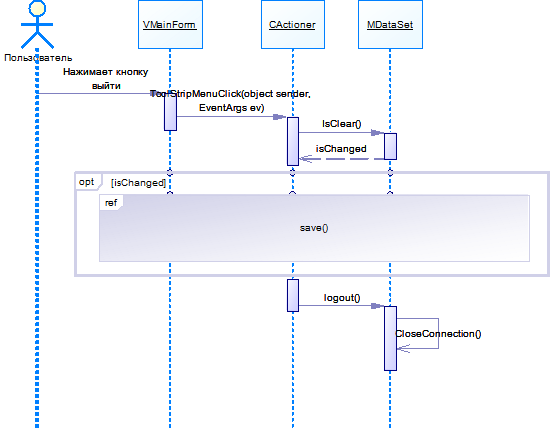 VMainForm
CActioner
MDataSet
Пользователь
Нажимает кнопку
выйти
ToolStripMenuClick(object sender,
EventArgs ev)
IsClear()
isChanged
opt
[isChanged]
ref
save()
logout()
CloseConnection()